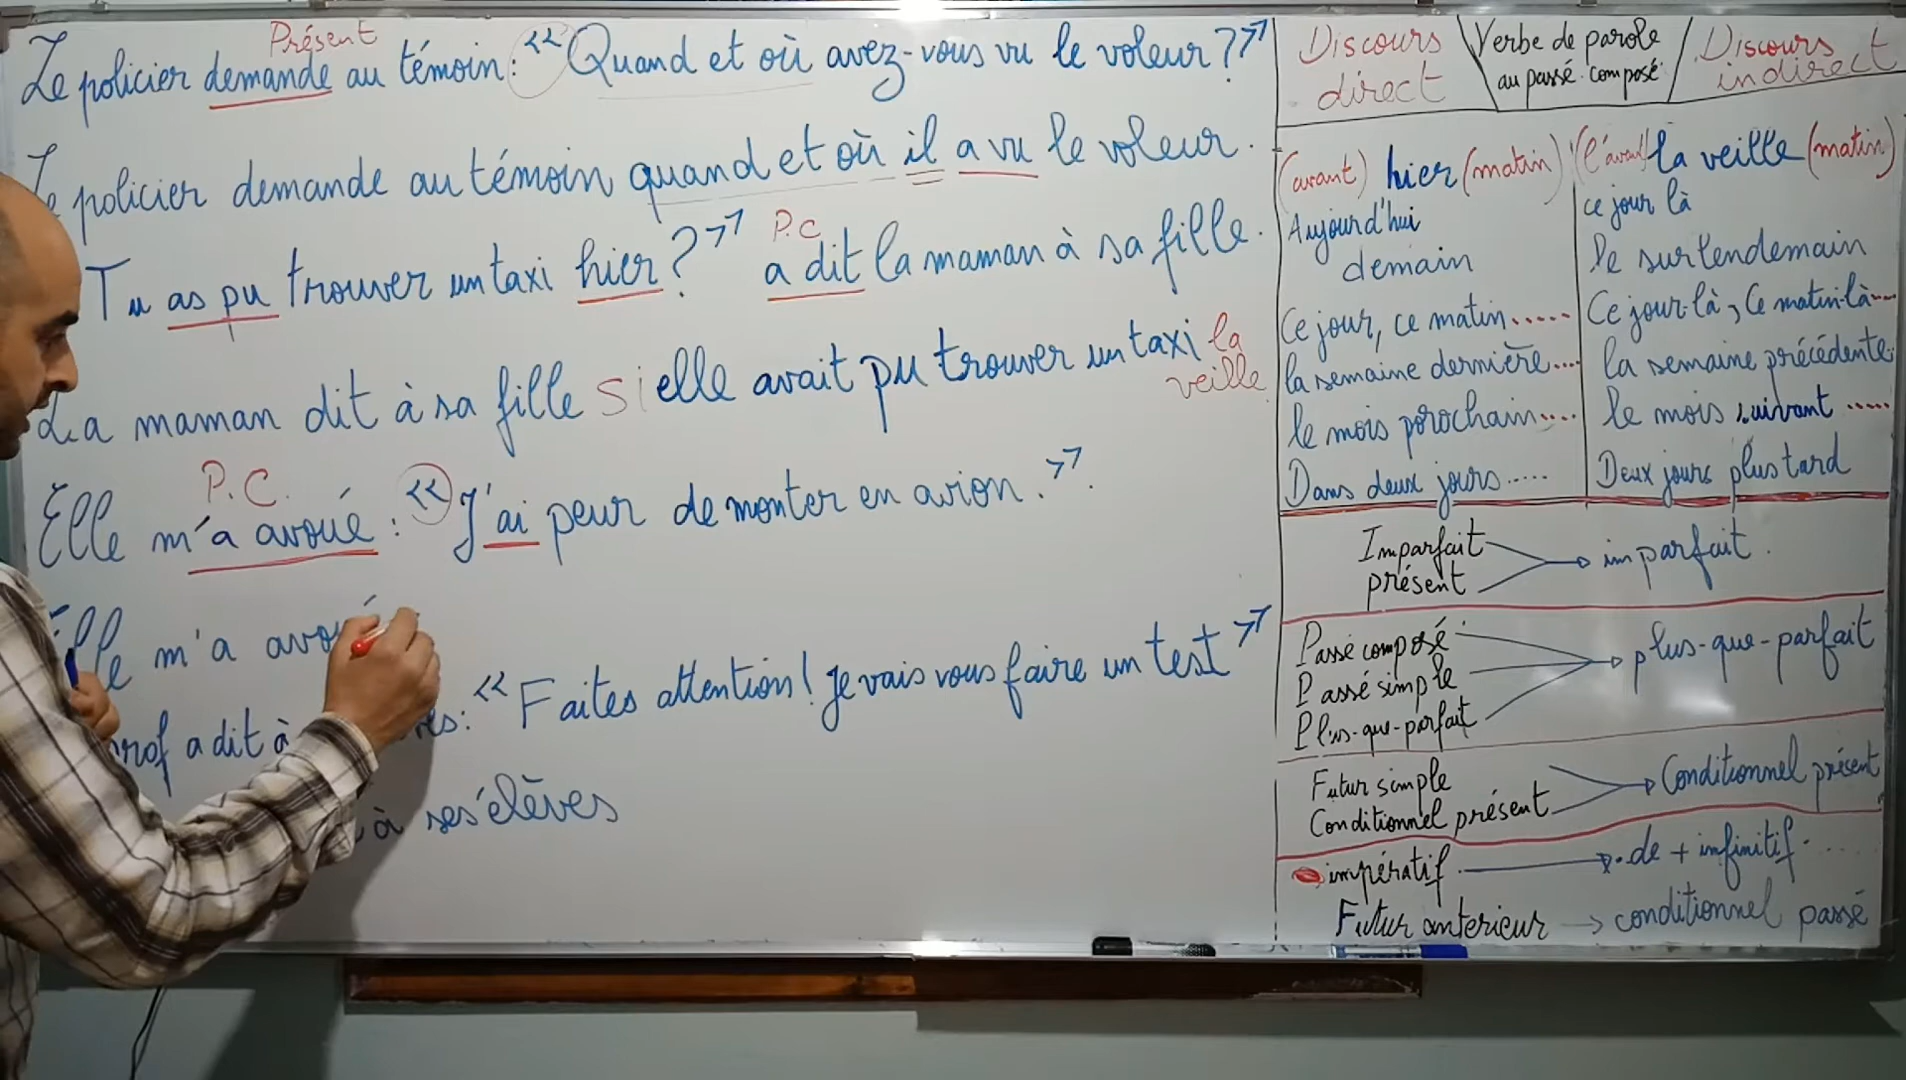 Présent
Le policier demande au témoin: << Quand et où avez-vous vu le voleur? >>
policier demande au témoin quand et où il a vu le voleur.
P.C
Tu as pu trouver un taxi hier? >> a dit la maman à sa fille.
La maman dit à sa fille si elle avait pu trouver un taxi la
veille
P.C.
Elle m'a avoué: << J'ai peur de monter en avion. >>.
Elle m'a
prof a dit à << Faites attention! je vais vous faire un test >>
à ses élèves
Discours direct
Verbe de parole au passé composé
Discours indirect
(avant) hier (matin)
(l'avant) la veille (matin)
Aujourd'hui
ce jour là
demain
le surlendemain
Ce jour, ce matin.....
Ce jour-là, Ce matin-là....
la semaine dernière....
la semaine précédente
le mois porochain....
le mois suivant .....
Dans deux jours.....
Deux jours plus tard
Imparfait
présent
imparfait.
Passé composé
Passé simple
Plus-que-parfait
plus-que-parfait
Futur simple
Conditionnel présent
Conditionnel présent
impératif
de + infinitif.....
Futur anterieur
conditionnel passé